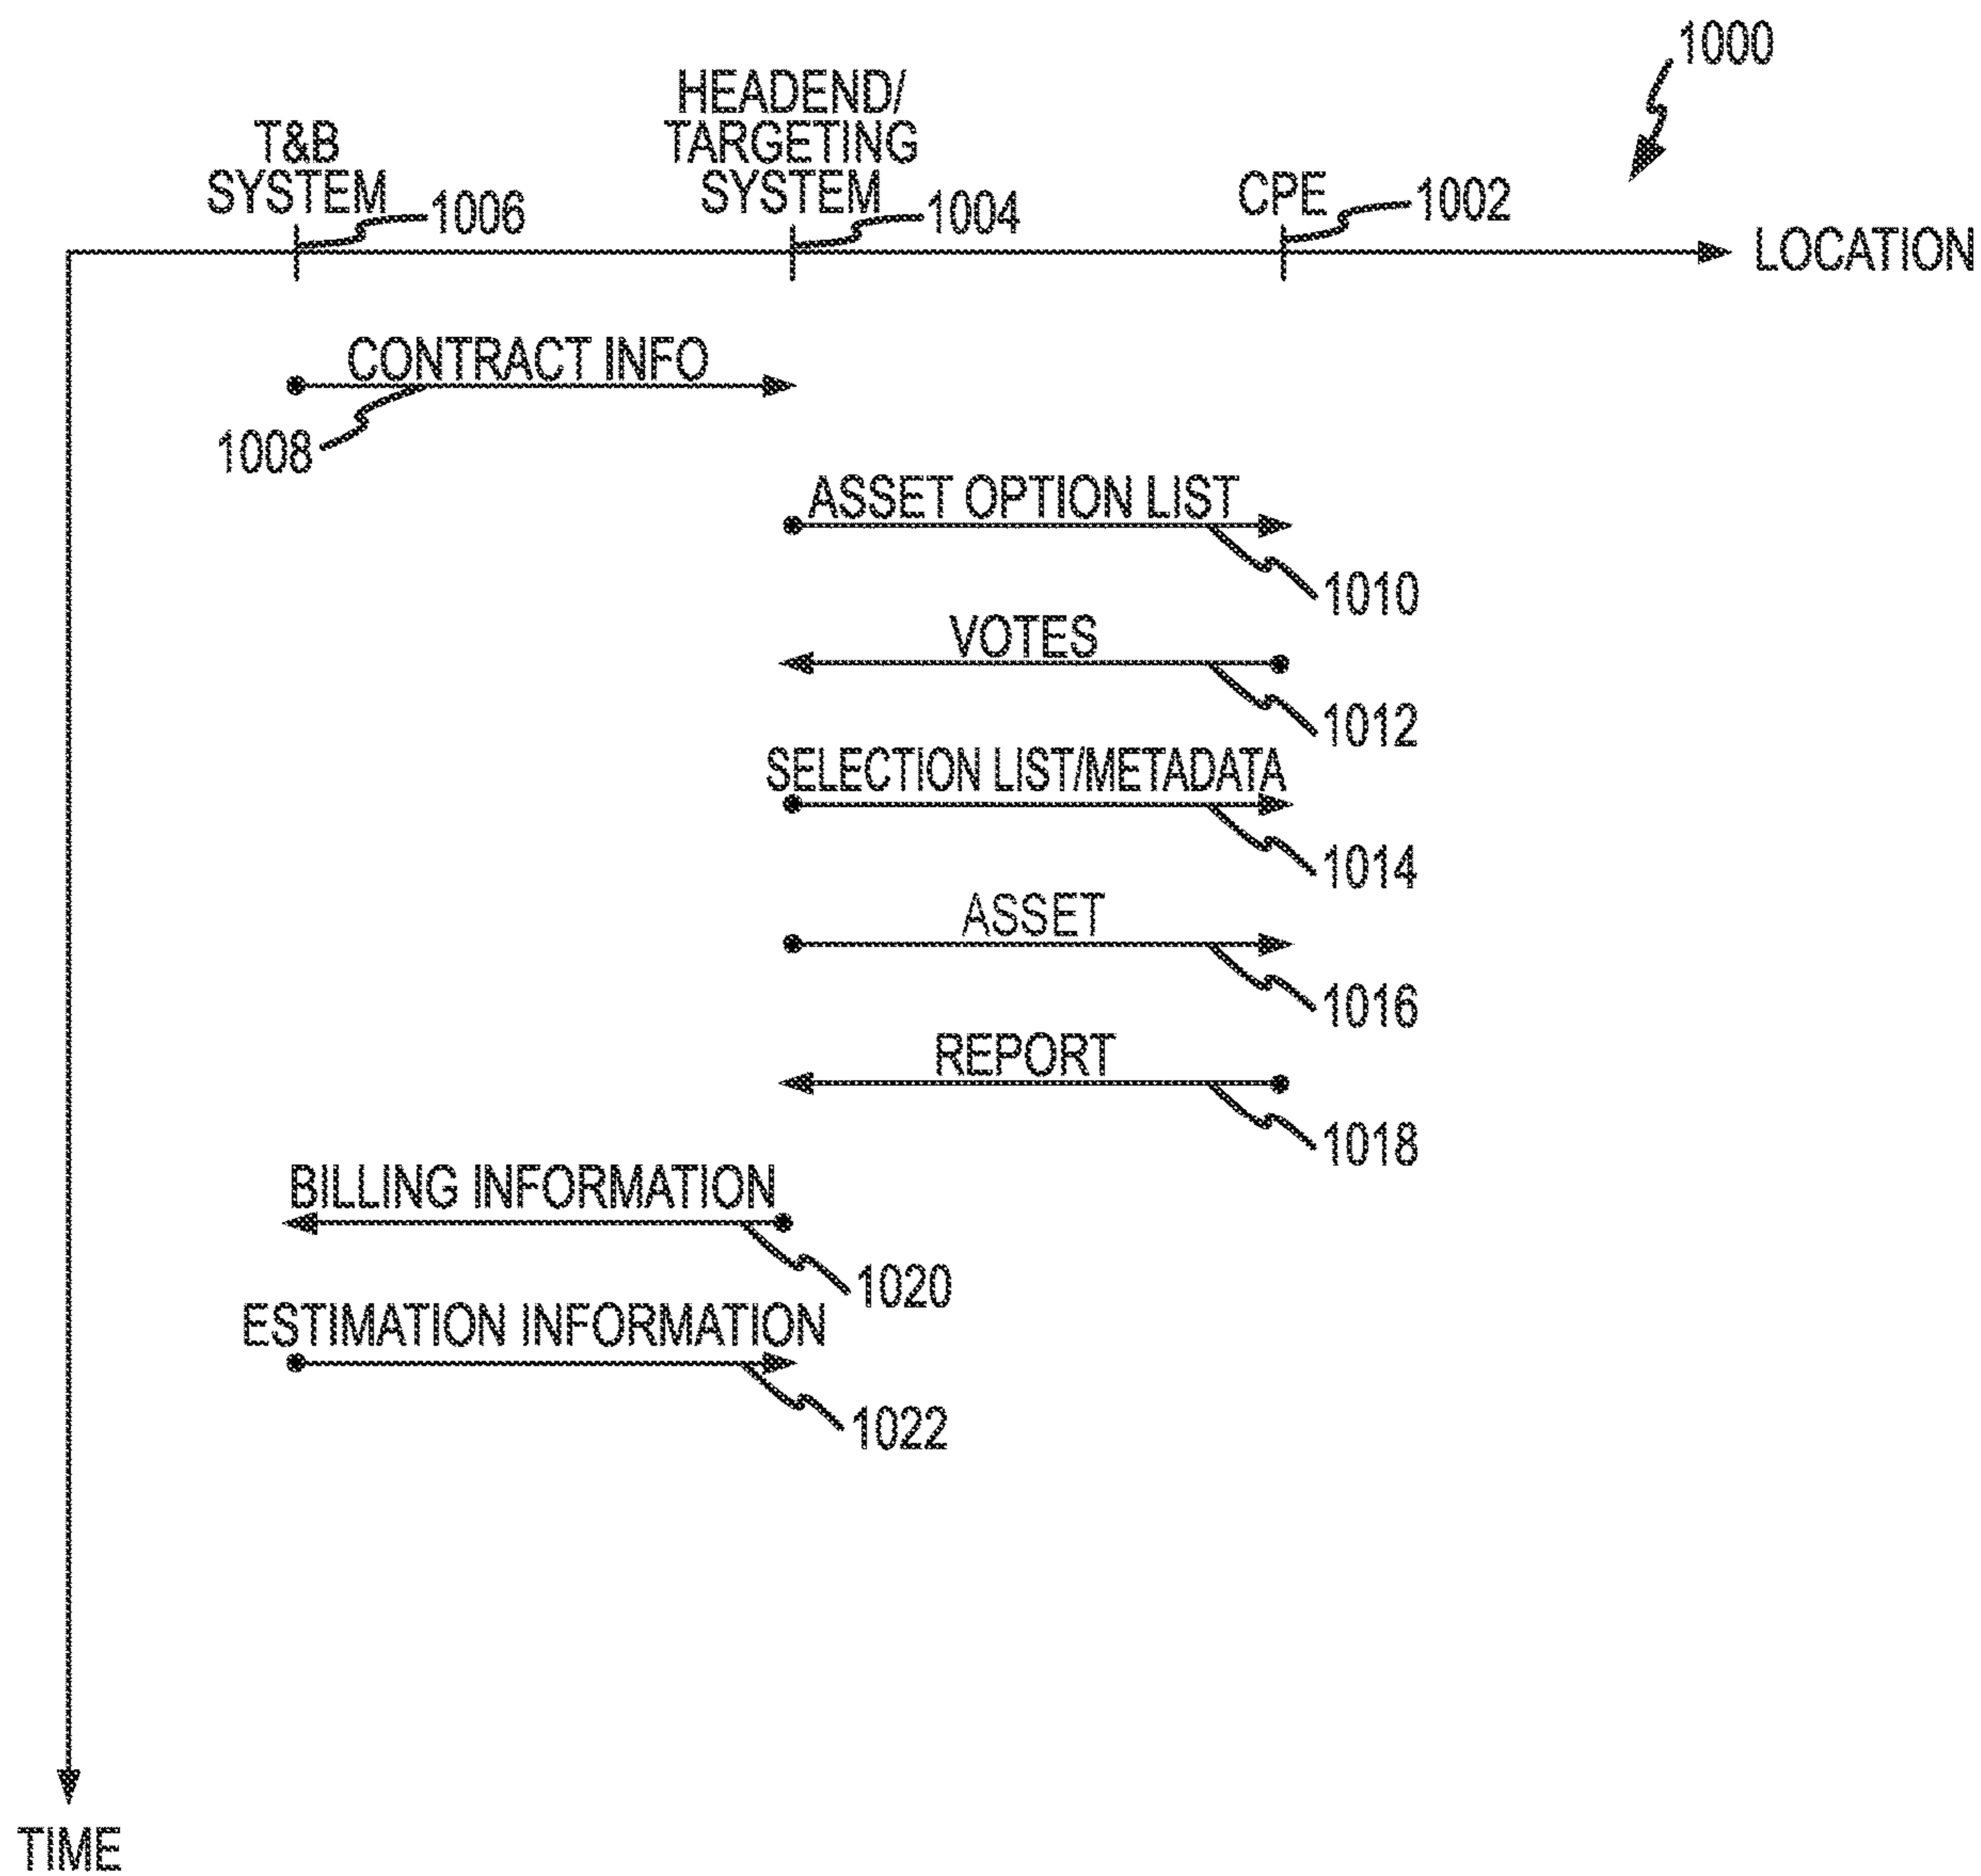 1000
HEADEND/
T&B
TARGETING
SYSTEM
SYSTEM
CPE
1006
1004
1002
LOCATION
CONTRACT INFO
1008
ASSET OPTION LIST
1010
VOTES
1012
SELECTION LIST/METADATA
1014
ASSET
1016
REPORT
1018
BILLING INFORMATION
1020
ESTIMATION INFORMATION
1022
TIME